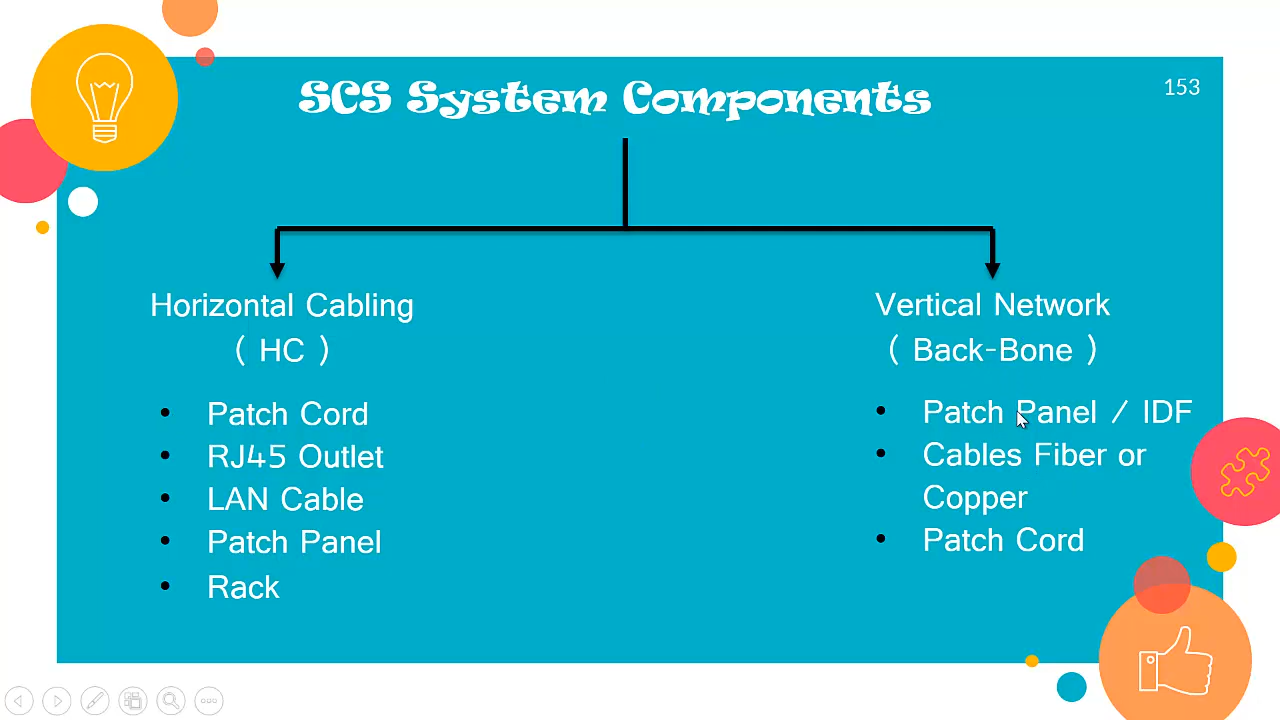 SCS System Components
153
Horizontal Cabling
( HC )
• Patch Cord
• RJ45 Outlet
• LAN Cable
• Patch Panel
• Rack
Vertical Network
( Back-Bone )
• Patch Panel / IDF
• Cables Fiber or
Copper
• Patch Cord